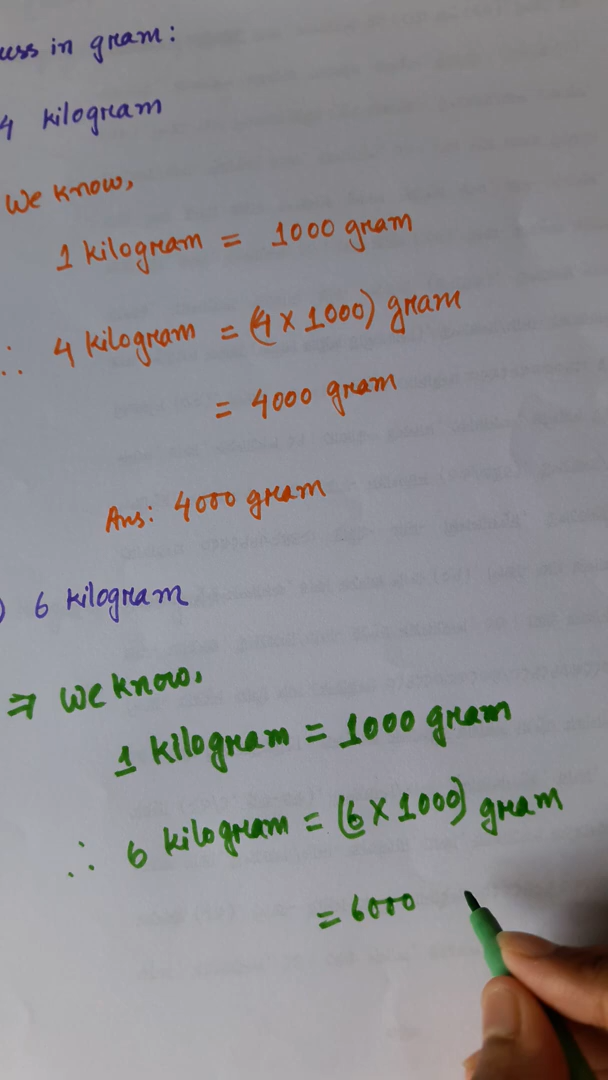 in gram:
4 kilogram
We know,
1 kilogram = 1000 gram
∴ 4 kilogram = (4 × 1000) gram
= 4000 gram
Ans: 4000 gram
) 6 kilogram
⇒ We know,
1 kilogram = 1000 gram
∴ 6 kilogram = (6 × 1000) gram
= 6000